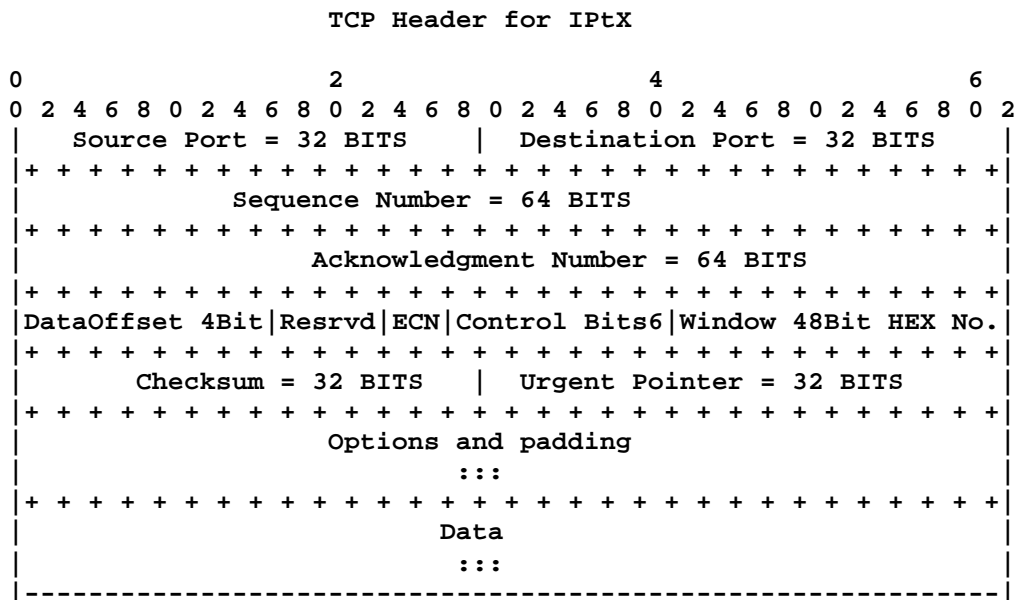 TCP Header for IPtX
0 2 4 6
0 2 4 6 8 0 2 4 6 8 0 2 4 6 8 0 2 4 6 8 0 2 4 6 8 0 2 4 6 8 0 2
| Source Port = 32 BITS | Destination Port = 32 BITS |
|+ + + + + + + + + + + + + + + + + + + + + + + + + + + + + + +|
| Sequence Number = 64 BITS |
|+ + + + + + + + + + + + + + + + + + + + + + + + + + + + + + +|
| Acknowledgment Number = 64 BITS |
|+ + + + + + + + + + + + + + + + + + + + + + + + + + + + + + +|
|DataOffset 4Bit|Resrvd|ECN|Control Bits6|Window 48Bit HEX No.|
|+ + + + + + + + + + + + + + + + + + + + + + + + + + + + + + +|
| Checksum = 32 BITS | Urgent Pointer = 32 BITS |
|+ + + + + + + + + + + + + + + + + + + + + + + + + + + + + + +|
| Options and padding |
| ::: |
|+ + + + + + + + + + + + + + + + + + + + + + + + + + + + + + +|
| Data |
| ::: |
|-------------------------------------------------------------|